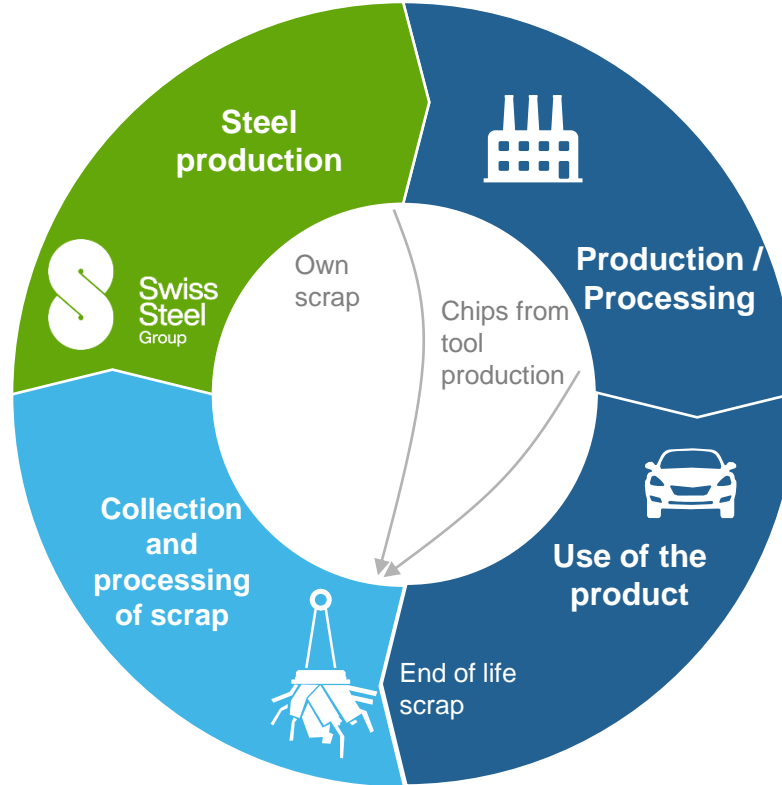 Steel
production
Swiss
Steel
Group
Own
scrap
Chips from
tool
production
Production /
Processing
Use of the
product
End of life
scrap
Collection
and
processing
of scrap